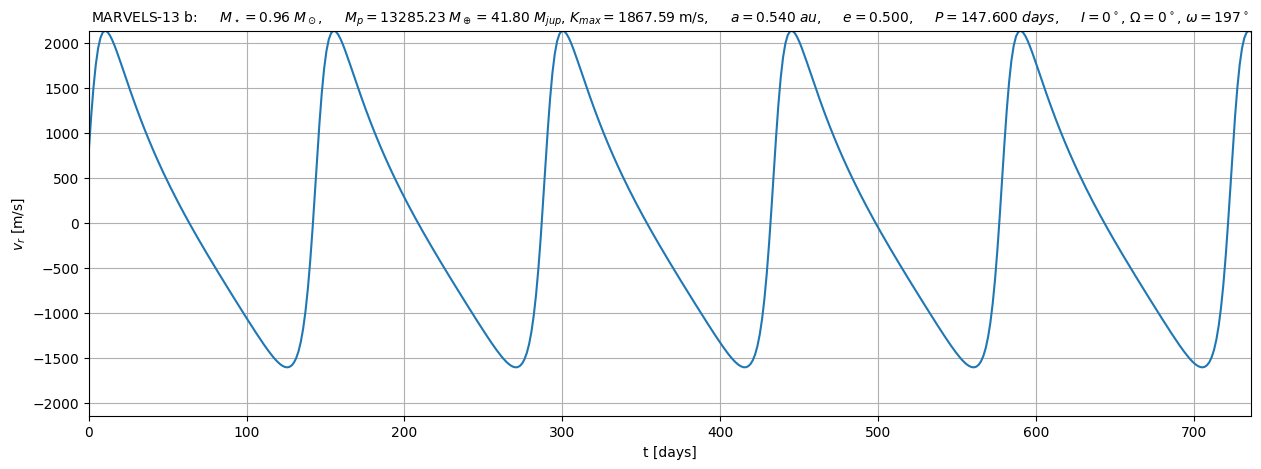 MARVELS-13 b: M⋆ = 0.96 M⊙, Mp = 13285.23 M⊕ = 41.80 Mjup, Kmax = 1867.59 m/s, a = 0.540 au, e = 0.500, P = 147.600 days, I = 0°, Ω = 0°, ω = 197°
2000
1500
1000
500
0
−500
−1000
−1500
−2000
vr [m/s]
0 100 200 300 400 500 600 700
t [days]